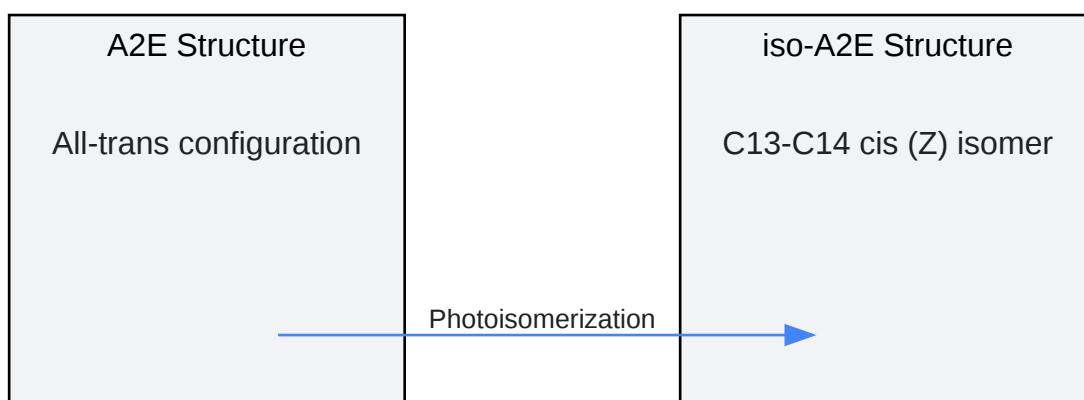 A2E Structure
All-trans configuration
iso-A2E Structure
C13-C14 cis (Z) isomer
Photoisomerization